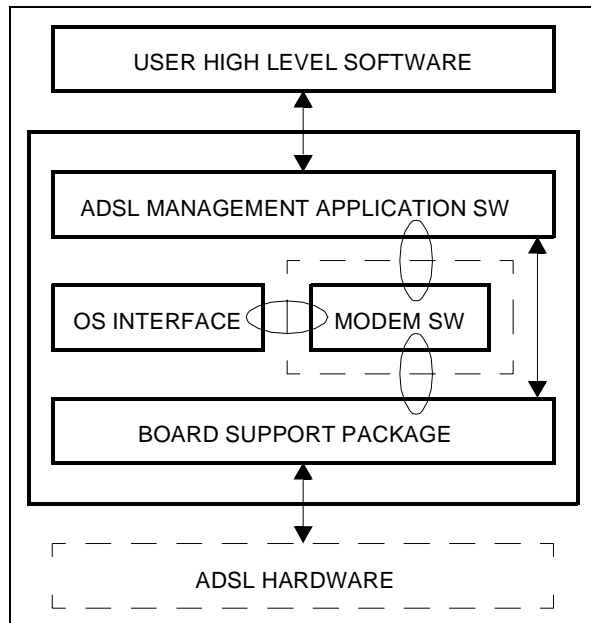 USER HIGH LEVEL SOFTWARE
ADSL MANAGEMENT APPLICATION SW
OS INTERFACE
MODEM SW
BOARD SUPPORT PACKAGE
ADSL HARDWARE